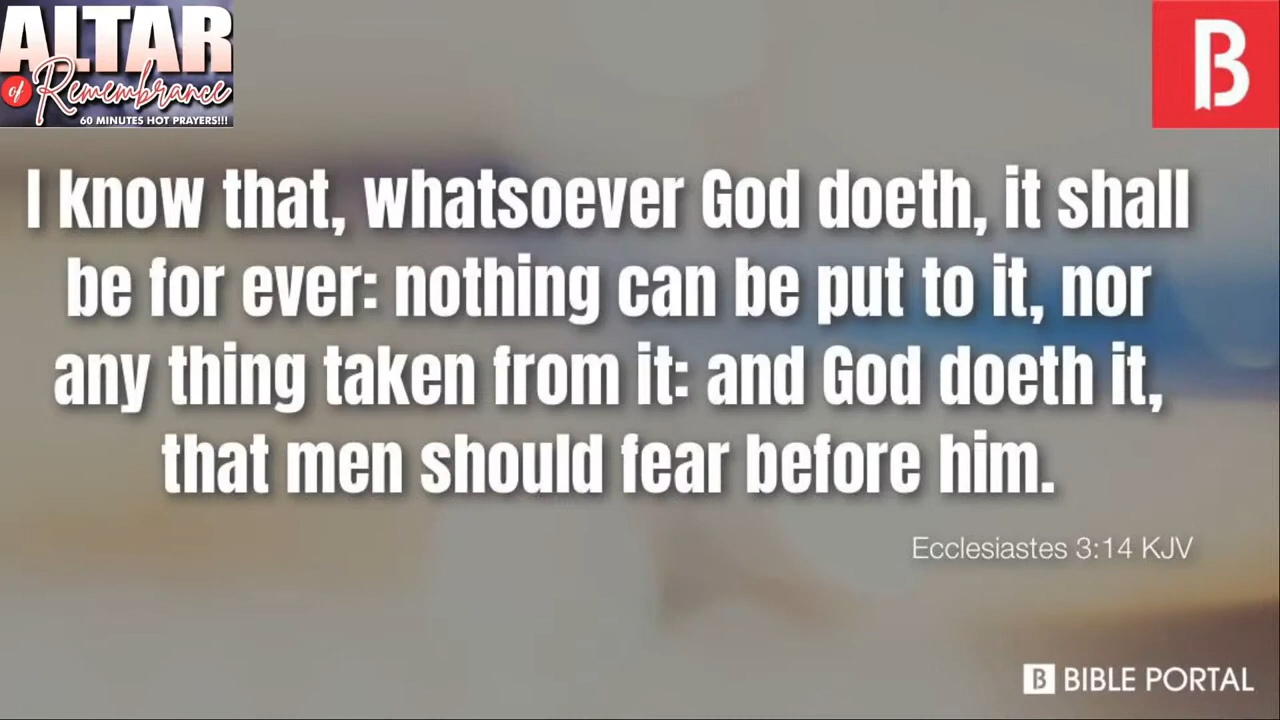 ALTAR
of Remembrance
60 MINUTES HOT PRAYERS!!!
B
I know that, whatsoever God doeth, it shall
be for ever: nothing can be put to it, nor
any thing taken from it: and God doeth it,
that men should fear before him.
Ecclesiastes 3:14 KJV
B BIBLE PORTAL